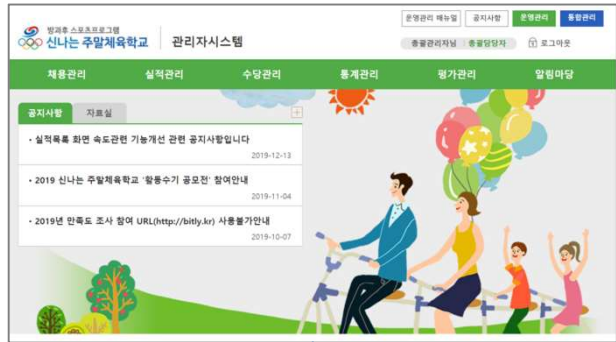 운영관리 매뉴얼 공지사항 운영관리 통합관리
방과후 스포츠프로그램
신나는 주말체육학교 관리자시스템
총괄관리자님 총괄담당자 로그아웃
채용관리 실적관리 수당관리 통계관리 평가관리 알림마당
공지사항 자료실
· 실적목록 화면 속도관련 기능개선 관련 공지사항입니다
2019-12-13
· 2019 신나는 주말체육학교 '활동수기 공모전' 참여안내
2019-11-04
· 2019년 만족도 조사 참여 URL(http://bitly.kr) 사용불가안내
2019-10-07